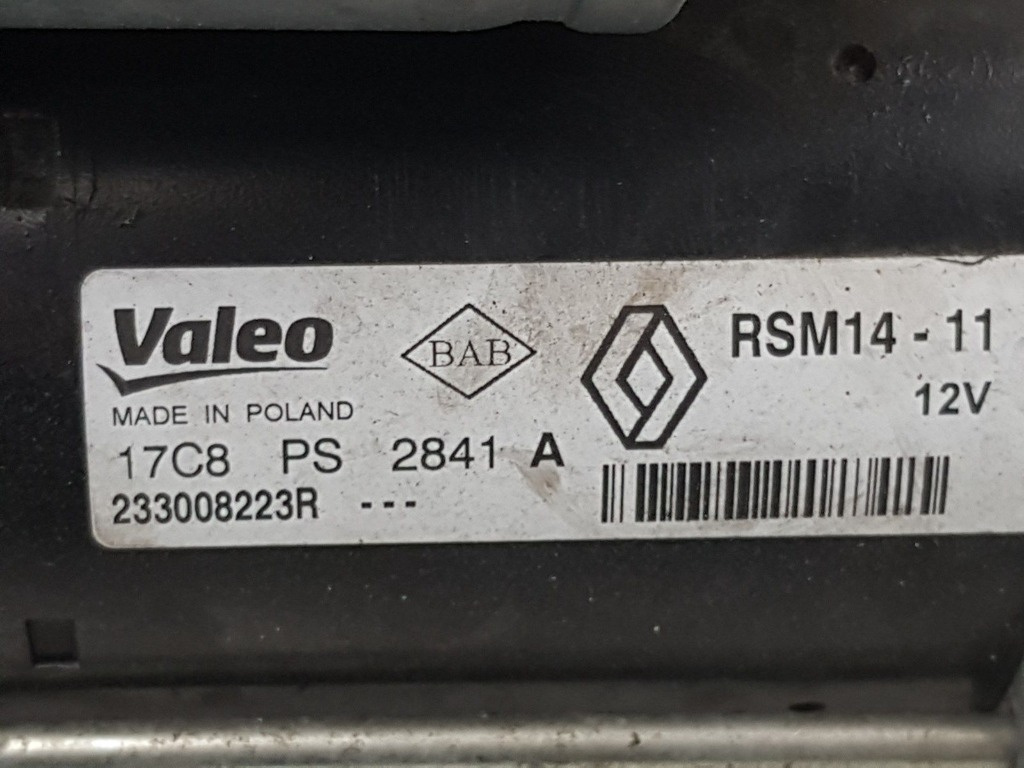 Valeo
BAB
RSM14 - 11
12V
MADE IN POLAND
17C8 PS 2841 A
233008223R ---